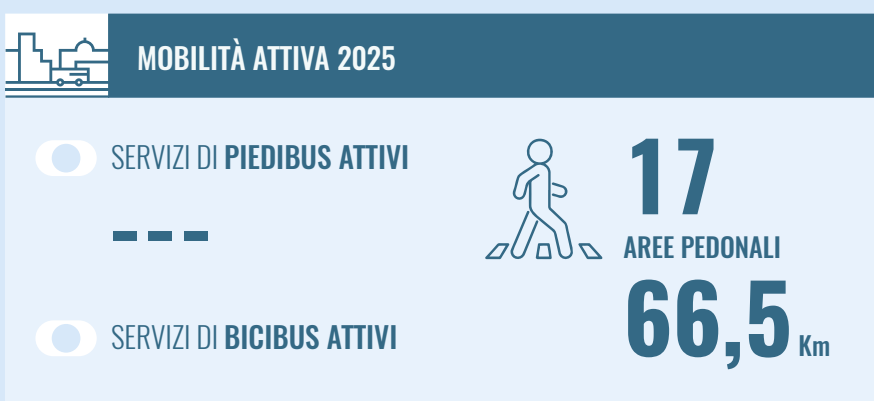 MOBILITÀ ATTIVA 2025
SERVIZI DI PIEDIBUS ATTIVI
---
SERVIZI DI BICIBUS ATTIVI
17
AREE PEDONALI
66,5 Km